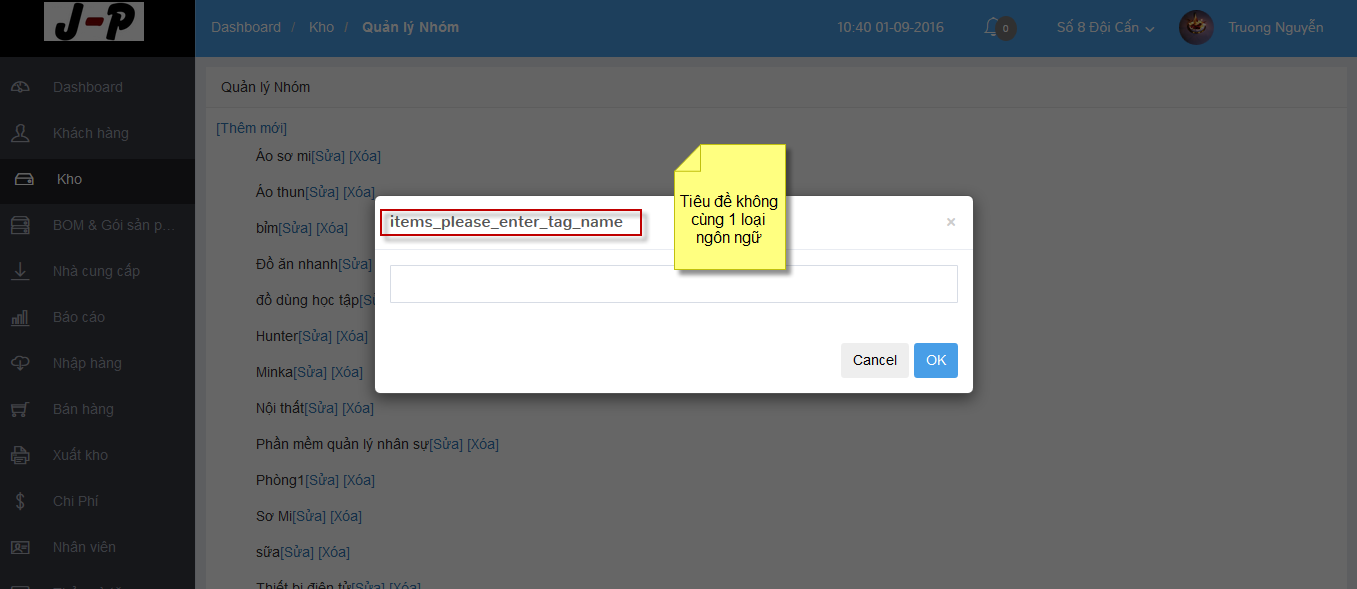 J-P
Dashboard / Kho / Quản lý Nhóm
10:40 01-09-2016
0
Số 8 Đội Cấn
Truong Nguyễn
Dashboard
Khách hàng
Kho
BOM & Gói sản p...
Nhà cung cấp
Báo cáo
Nhập hàng
Bán hàng
Xuất kho
Chi Phí
Nhân viên
Quản lý Nhóm
[Thêm mới]
Áo sơ mi[Sửa] [Xóa]
Áo thun[Sửa] [Xóa]
bỉm[Sửa] [Xóa]
Đồ ăn nhanh[Sửa]
đồ dùng học tập[Sử
Hunter[Sửa] [Xóa]
Minka[Sửa] [Xóa]
Nội thất[Sửa] [Xóa]
Phần mềm quản lý nhân sự[Sửa] [Xóa]
Phòng1[Sửa] [Xóa]
Sơ Mi[Sửa] [Xóa]
sữa[Sửa] [Xóa]
Thiết bị điện tử[Sửa] [Xóa]
items_please_enter_tag_name
×
Tiêu đề không
cùng 1 loại
ngôn ngữ
Cancel
OK